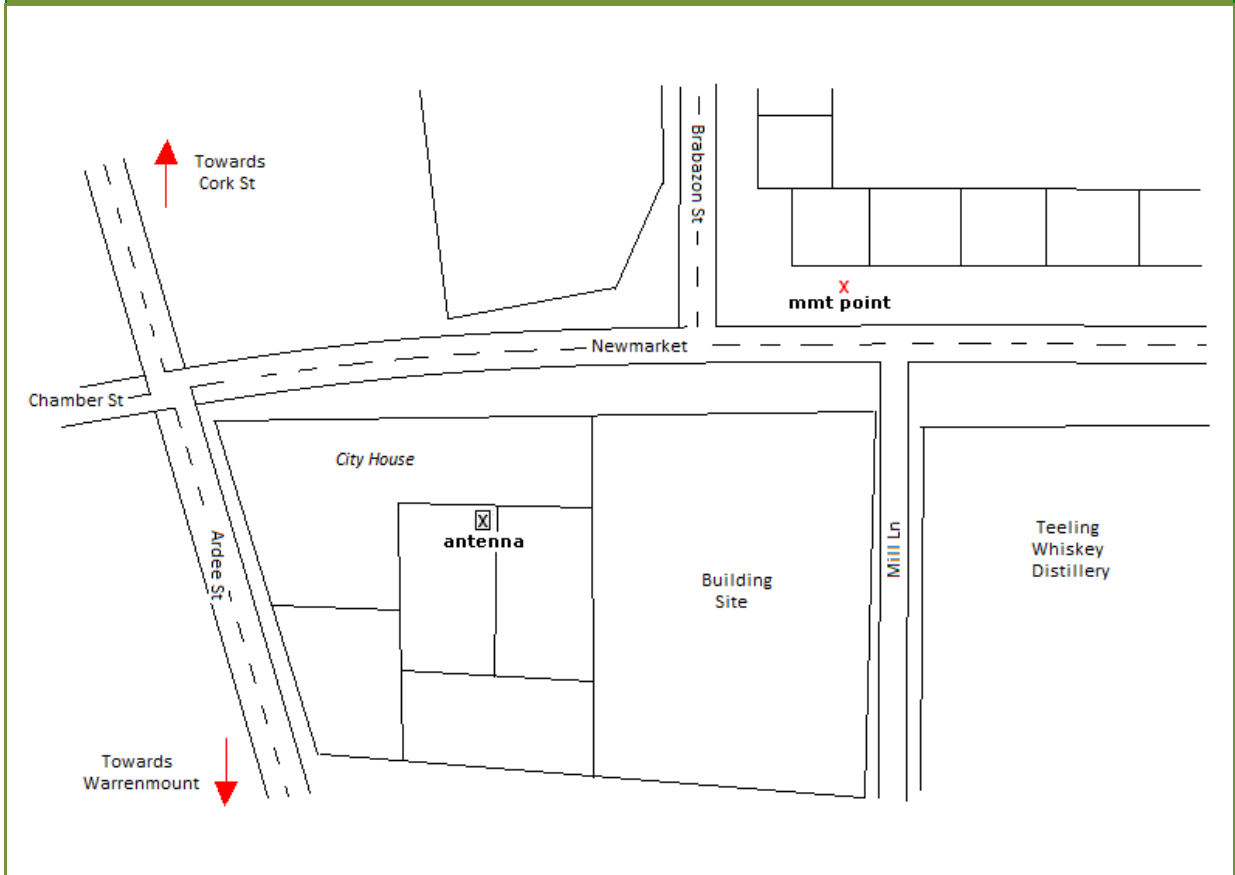 Towards
Cork St
Brabazon St
X
mmt point
Newmarket
Chamber St
City House
X
antenna
Ardee St
Building
Site
Mill Ln
Teeling
Whiskey
Distillery
Towards
Warrenmount